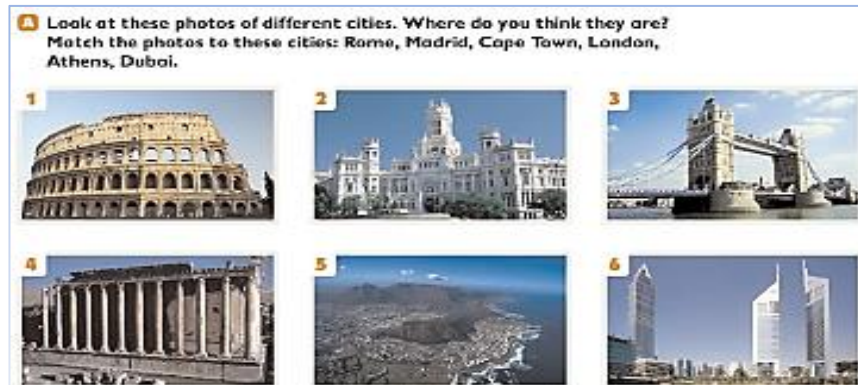 A Look at these photos of different cities. Where do you think they are?
Match the photos to these cities: Rome, Madrid, Cape Town, London,
Athens, Dubai.
1
2
3
4
5
6